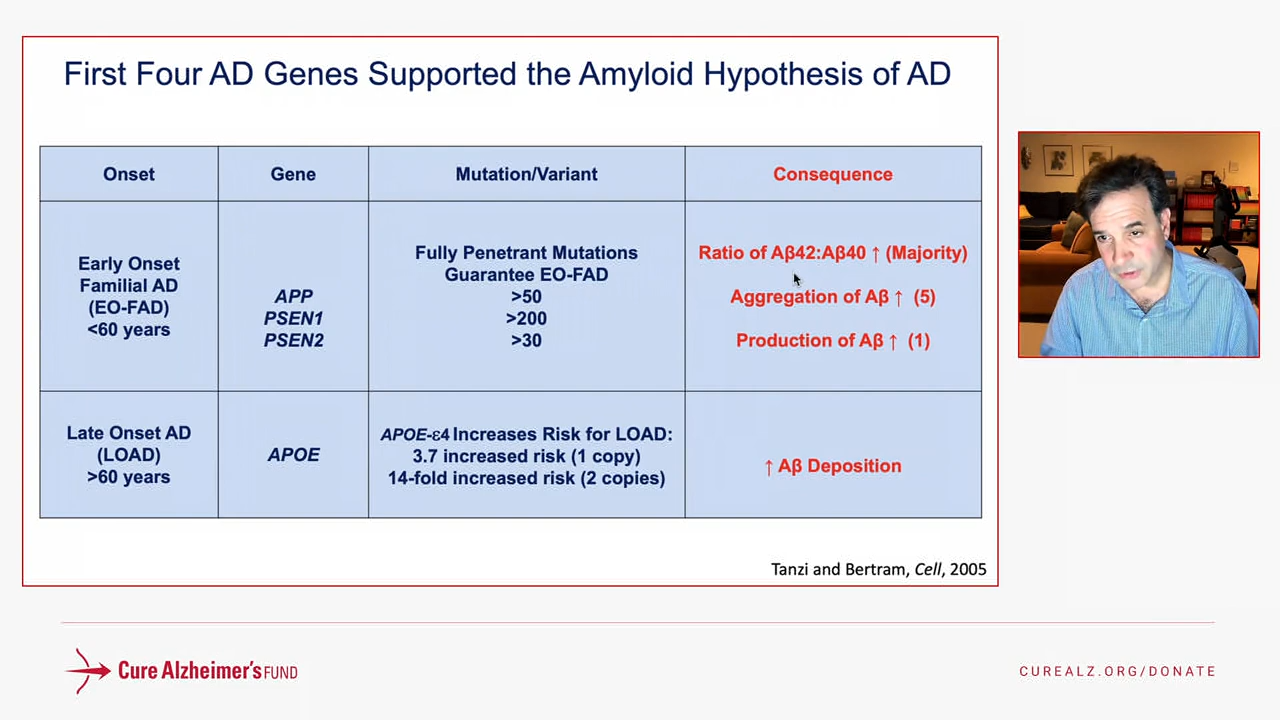 First Four AD Genes Supported the Amyloid Hypothesis of AD
Onset
Gene
Mutation/Variant
Consequence
Early Onset
Familial AD
(EO-FAD)
<60 years
APP
PSEN1
PSEN2
Fully Penetrant Mutations
Guarantee EO-FAD
>50
>200
>30
Ratio of Aβ42:Aβ40 ↑ (Majority)
Aggregation of Aβ ↑ (5)
Production of Aβ ↑ (1)
Late Onset AD
(LOAD)
>60 years
APOE
APOE-ε4 Increases Risk for LOAD:
3.7 increased risk (1 copy)
14-fold increased risk (2 copies)
↑ Aβ Deposition
Tanzi and Bertram, Cell, 2005
Cure Alzheimer's FUND
CUREALZ.ORG/DONATE